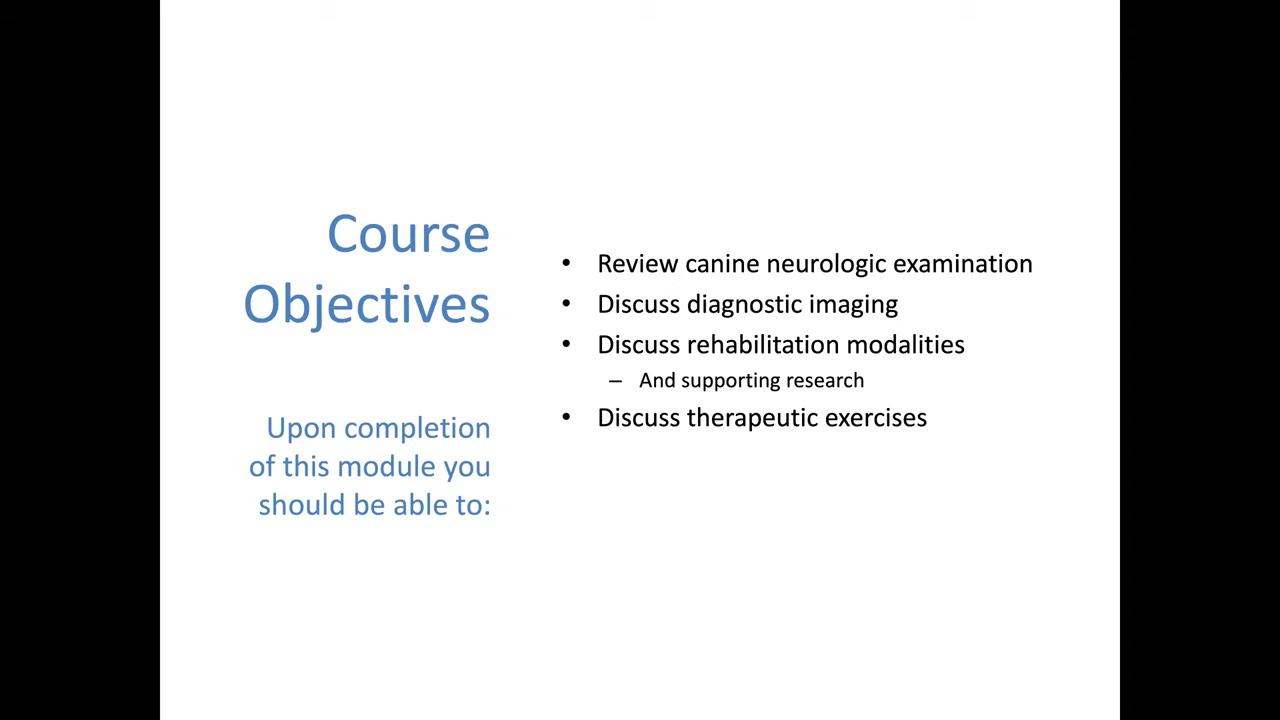 Course
Objectives
Upon completion
of this module you
should be able to:
• Review canine neurologic examination
• Discuss diagnostic imaging
• Discuss rehabilitation modalities
– And supporting research
• Discuss therapeutic exercises